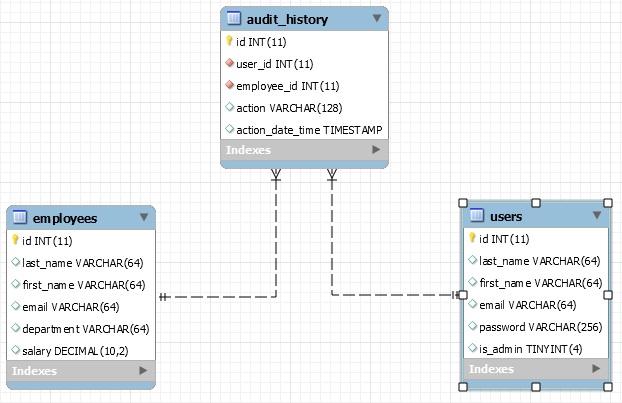 audit_history
id INT(11)
user_id INT(11)
employee_id INT(11)
action VARCHAR(128)
action_date_time TIMESTAMP
Indexes
employees
id INT(11)
last_name VARCHAR(64)
first_name VARCHAR(64)
email VARCHAR(64)
department VARCHAR(64)
salary DECIMAL(10,2)
Indexes
users
id INT(11)
last_name VARCHAR(64)
first_name VARCHAR(64)
email VARCHAR(64)
password VARCHAR(256)
is_admin TINYINT(4)
Indexes